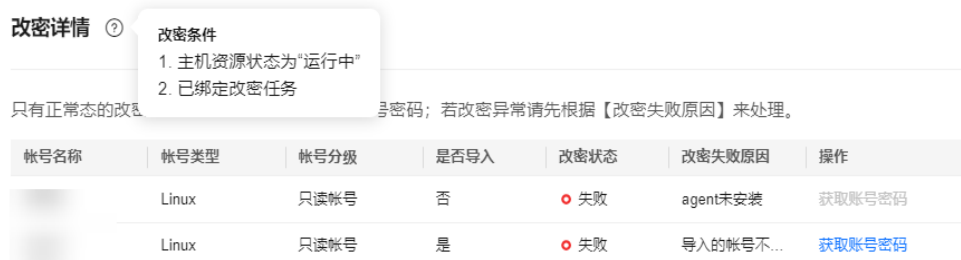 改密详情 ?
改密条件
1. 主机资源状态为“运行中”
2. 已绑定改密任务
只有正常态的改密 号密码；若改密异常请先根据【改密失败原因】来处理。
帐号名称 帐号类型 帐号分级 是否导入 改密状态 改密失败原因 操作
Linux 只读帐号 否 失败 agent未安装 获取账号密码
Linux 只读帐号 是 失败 导入的帐号不... 获取账号密码